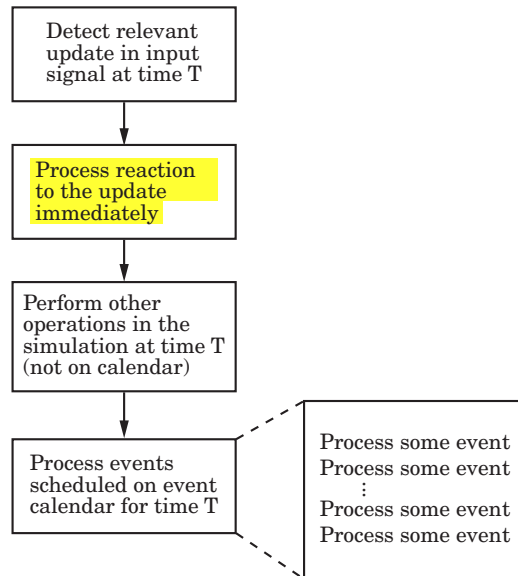 Detect relevant
update in input
signal at time T
Process reaction
to the update
immediately
Perform other
operations in the
simulation at time T
(not on calendar)
Process events
scheduled on event
calendar for time T
Process some event
Process some event
⋮
Process some event
Process some event